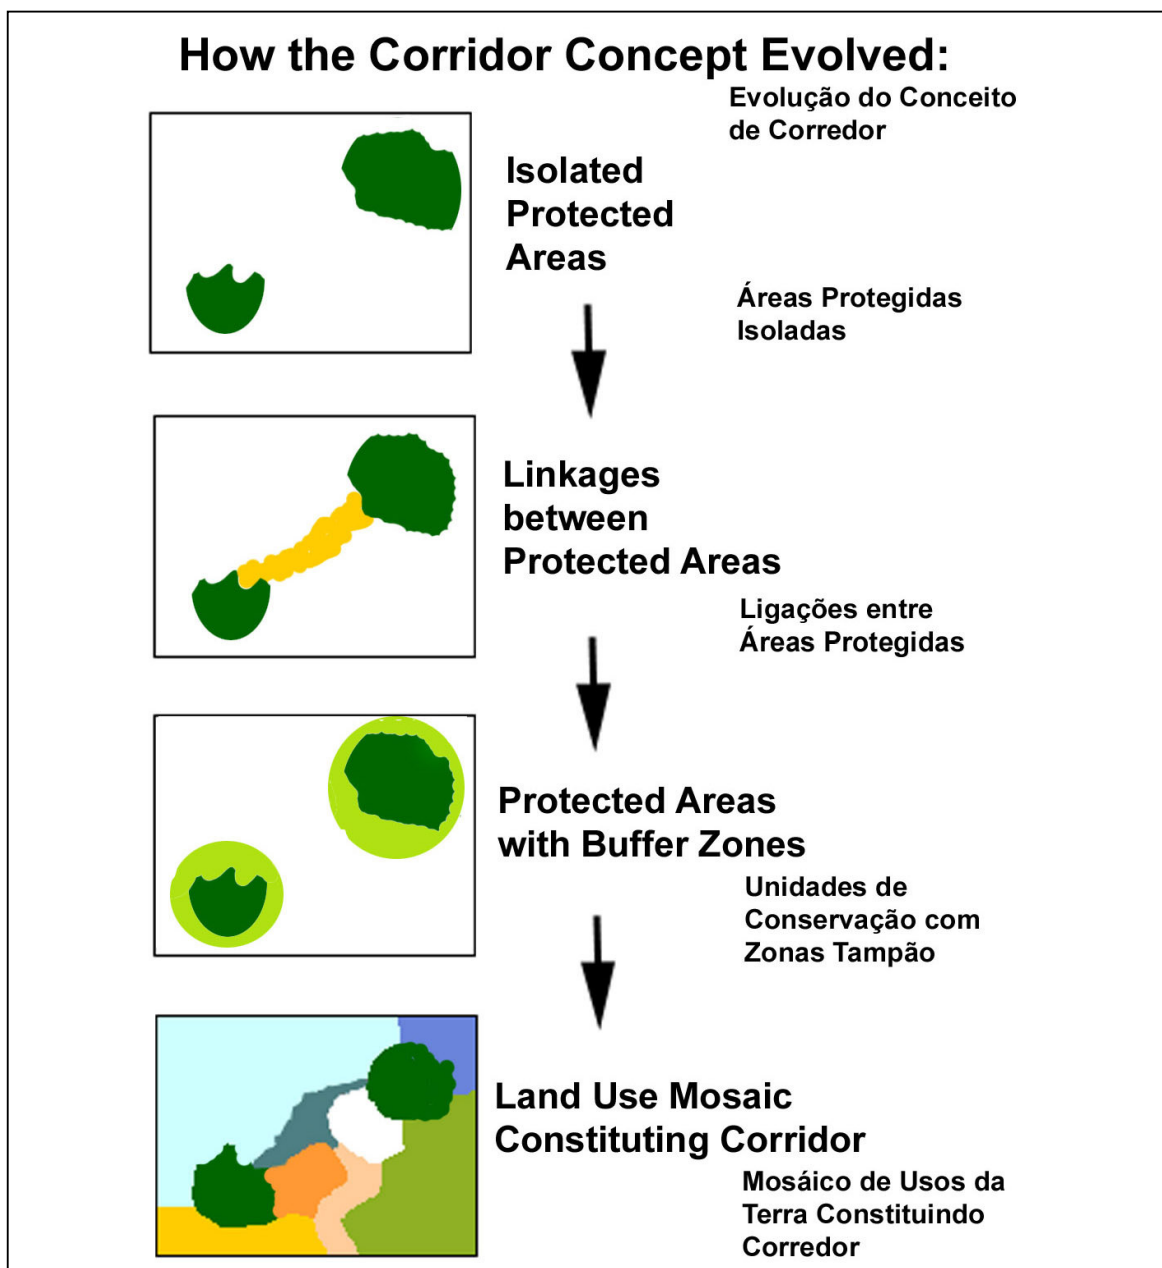 How the Corridor Concept Evolved:
Evolução do Conceito
de Corredor
Isolated
Protected
Areas
Áreas Protegidas
Isoladas
Linkages
between
Protected Areas
Ligações entre
Áreas Protegidas
Protected Areas
with Buffer Zones
Unidades de
Conservação com
Zonas Tampão
Land Use Mosaic
Constituting Corridor
Mosáico de Usos da
Terra Constituindo
Corredor